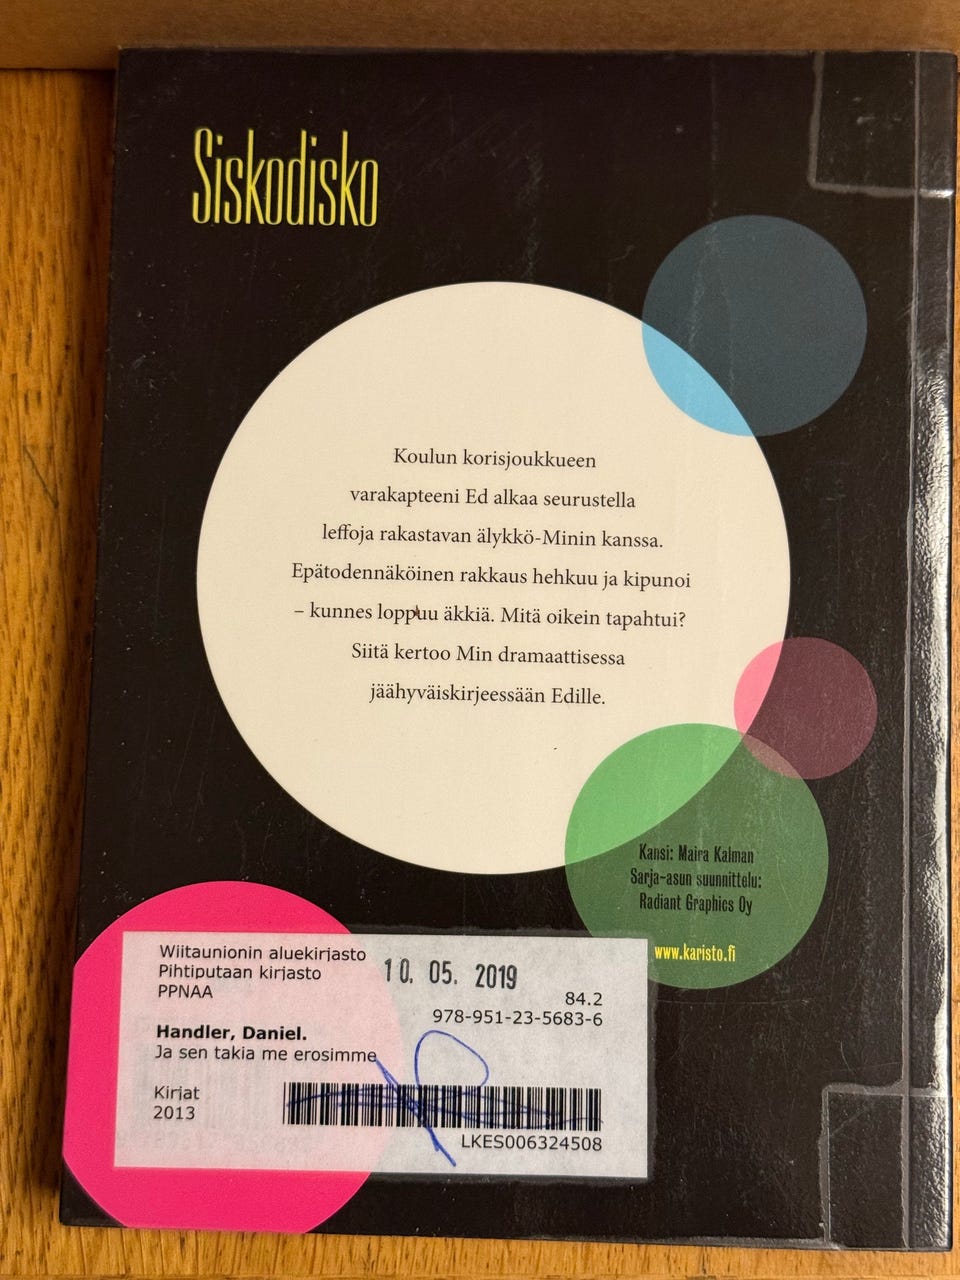 Siskodisko
Koulun korisjoukkueen
varakapteeni Ed alkaa seurustella
leffoja rakastavan älykkö-Minin kanssa.
Epätodennäköinen rakkaus hehkuu ja kipunoi
– kunnes loppuu äkkiä. Mitä oikein tapahtui?
Siitä kertoo Min dramaattisessa
jäähyväiskirjeessään Edille.
Kansi: Maira Kalman
Sarja-asun suunnittelu:
Radiant Graphics Oy
www.karisto.fi
Wiitaunionin aluekirjasto
Pihtiputaan kirjasto
PPNAA
10. 05. 2019
84.2
978-951-23-5683-6
Handler, Daniel.
Ja sen takia me erosimme
Kirjat
2013
LKES006324508